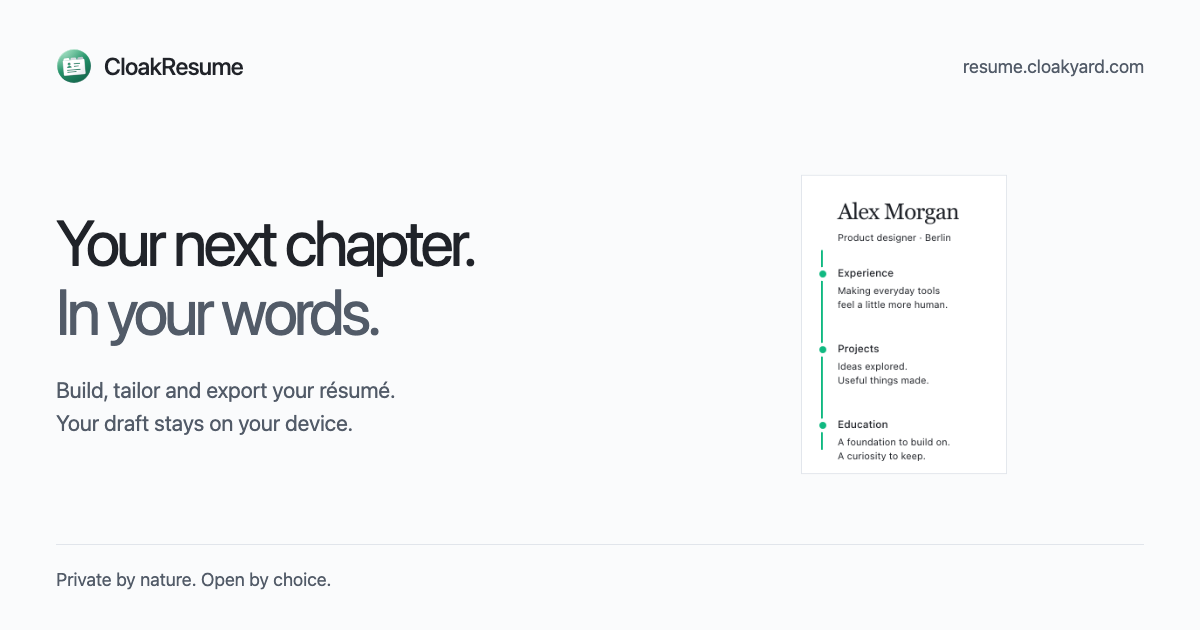 CloakResume
resume.cloakyard.com
Your next chapter.
In your words.
Build, tailor and export your résumé.
Your draft stays on your device.
Alex Morgan
Product designer · Berlin
Experience
Making everyday tools
feel a little more human.
Projects
Ideas explored.
Useful things made.
Education
A foundation to build on.
A curiosity to keep.
Private by nature. Open by choice.